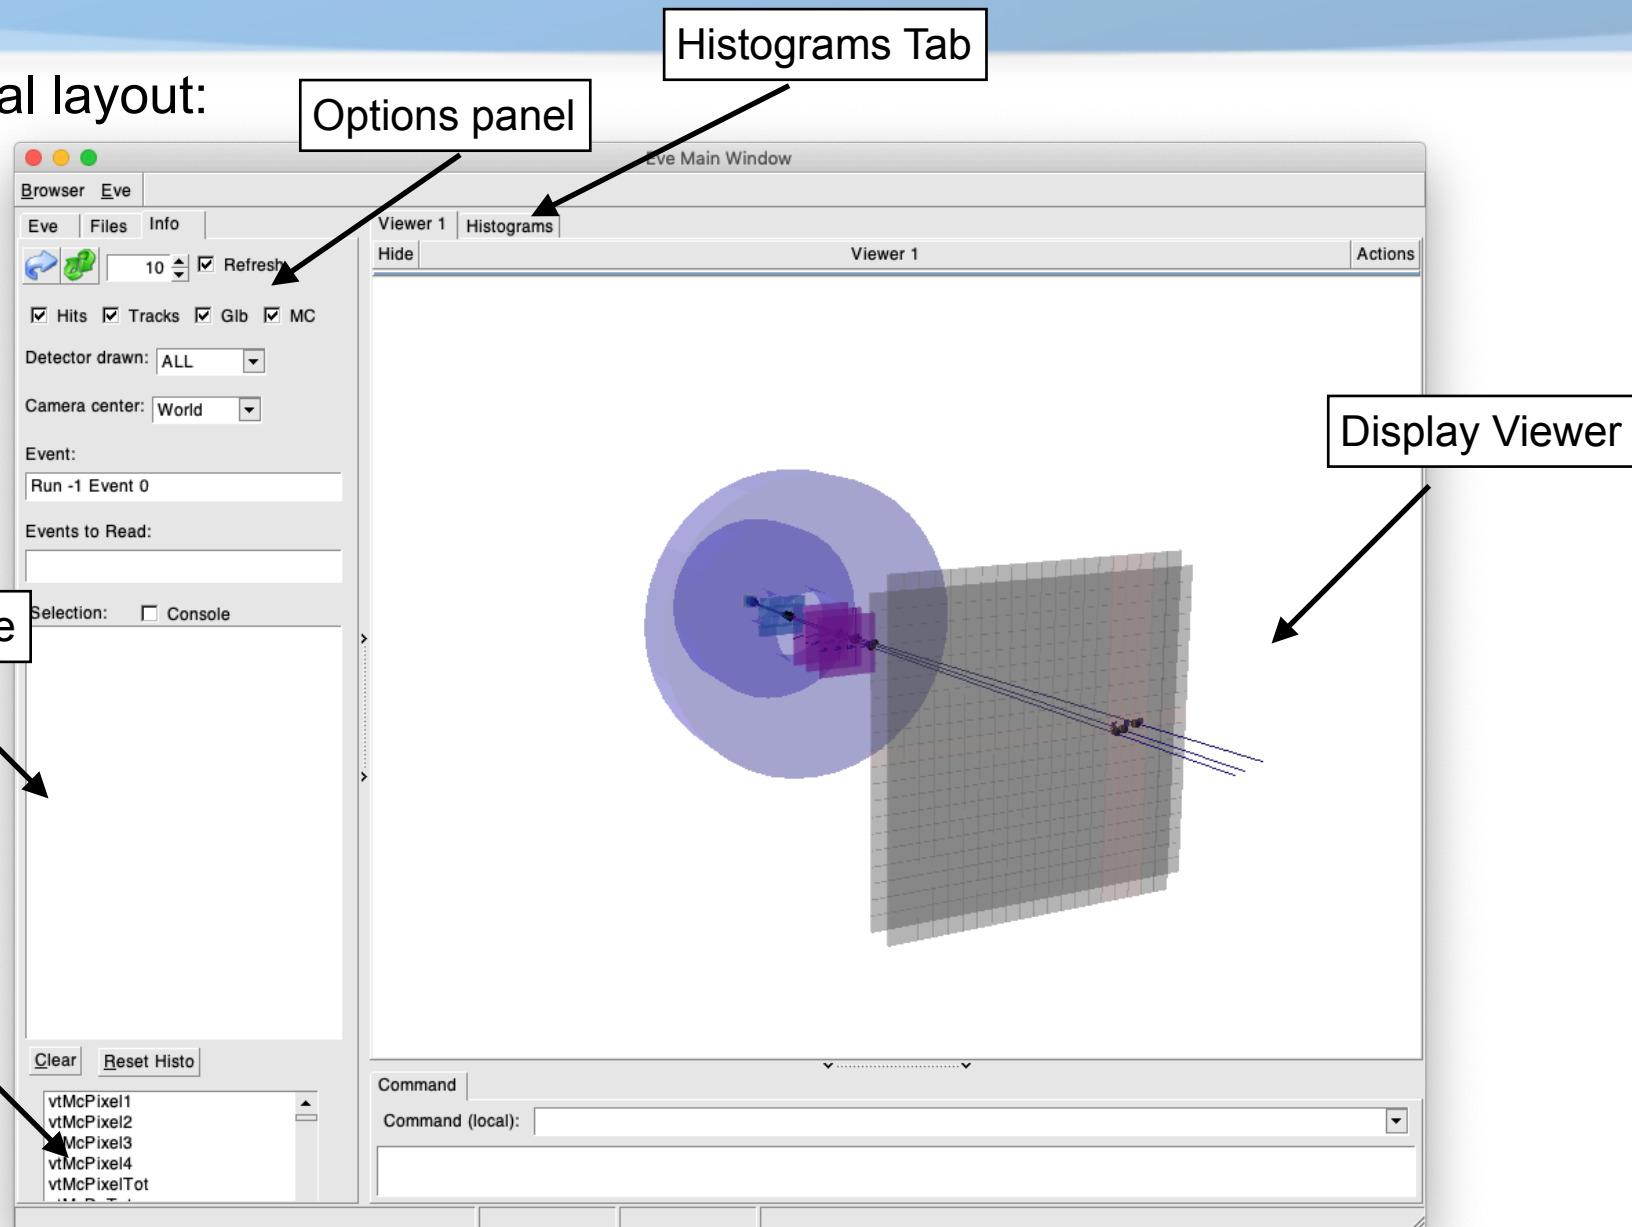 Histograms Tab
al layout:
Options panel
Eve Main Window
Browser Eve
Eve Files Info
Viewer 1 Histograms
Hide Viewer 1 Actions
10 Refresh
Hits Tracks Glb MC
Detector drawn: ALL
Camera center: World
Display Viewer
Event:
Run -1 Event 0
Events to Read:
e
Selection: Console
Clear Reset Histo
Command
Command (local):
vtMcPixel1
vtMcPixel2
vtMcPixel3
vtMcPixel4
vtMcPixelTot